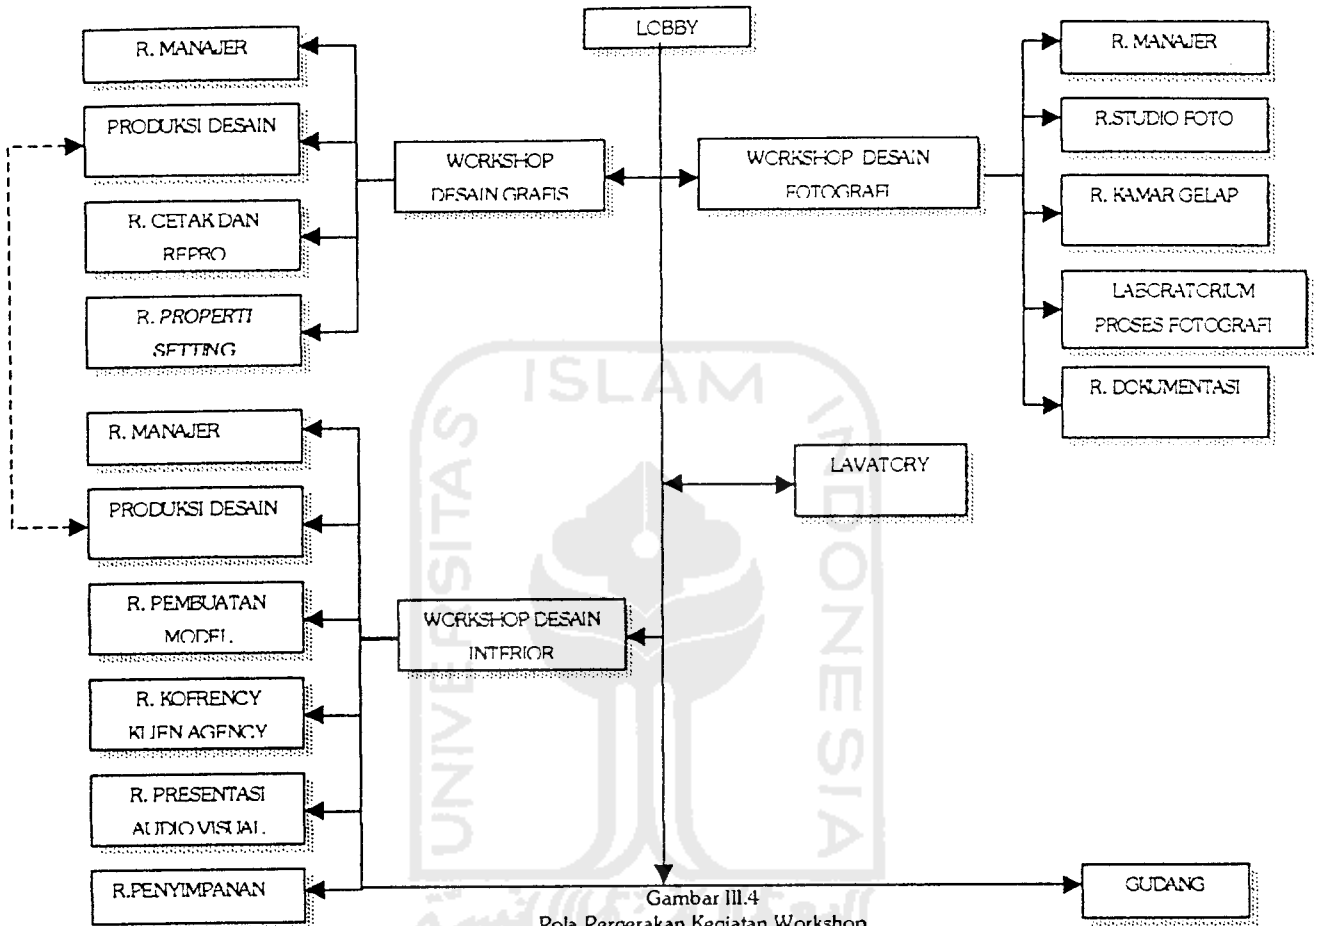 LOBBY
R. MANAJER
PRODUKSI DESAIN
R. CETAK DAN
REPRO
R. PROPERTI
SETTING
WORKSHOP
DESAIN GRAFIS
WORKSHOP DESAIN
FOTOGRAFI
R. MANAJER
R.STUDIO FOTO
R. KAMAR GELAP
LABORATORIUM
PROSES FOTOGRAFI
R. DOKUMENTASI
LAVATORY
R. MANAJER
PRODUKSI DESAIN
R. PEMBUATAN
MODEL
R. KOFRENCY
KLIEN AGENCY
R. PRESENTASI
AUDIO VISUAL
R.PENYIMPANAN
WORKSHOP DESAIN
INTERIOR
GUDANG
UNIVERSITAS
ISLAM
INDONESIA
Gambar III.4
Pola Pergerakan Kegiatan Workshop